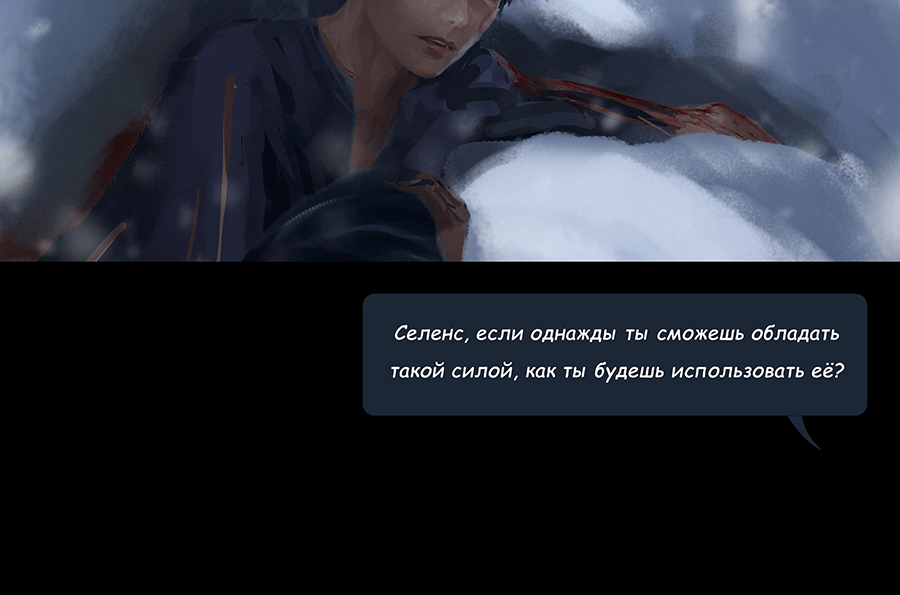 Селенс, если однажды ты сможешь обладать
такой силой, как ты будешь использовать её?